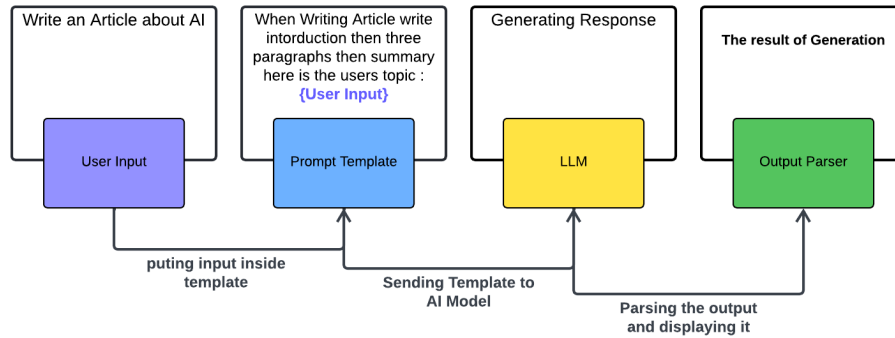 Write an Article about AI
When Writing Article write
intorduction then three
paragraphs then summary
here is the users topic :
{User Input}
Generating Response
The result of Generation
User Input
Prompt Template
LLM
Output Parser
puting input inside
template
Sending Template to
AI Model
Parsing the output
and displaying it